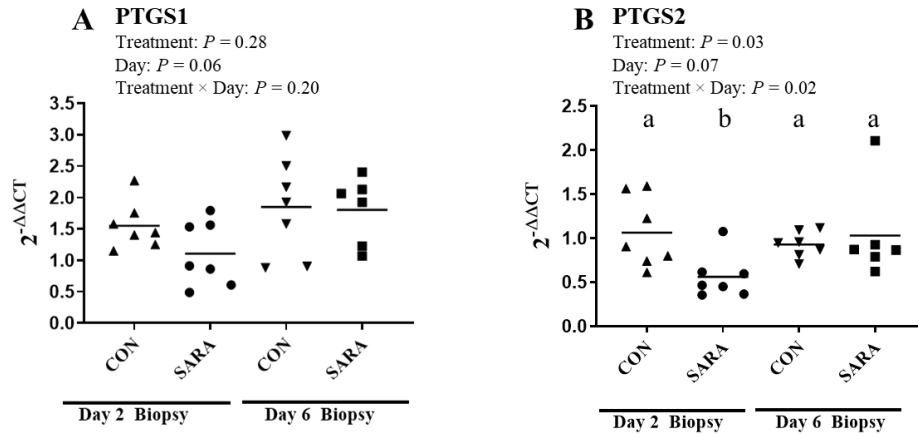 A PTGS1
Treatment: P = 0.28
Day: P = 0.06
Treatment × Day: P = 0.20
2^-ΔΔCT
3.5
3.0
2.5
2.0
1.5
1.0
0.5
0.0
CON
SARA
CON
SARA
Day 2 Biopsy
Day 6 Biopsy
B PTGS2
Treatment: P = 0.03
Day: P = 0.07
Treatment × Day: P = 0.02
2^-ΔΔCT
2.5
2.0
1.5
1.0
0.5
0.0
a b a a
CON
SARA
CON
SARA
Day 2 Biopsy
Day 6 Biopsy